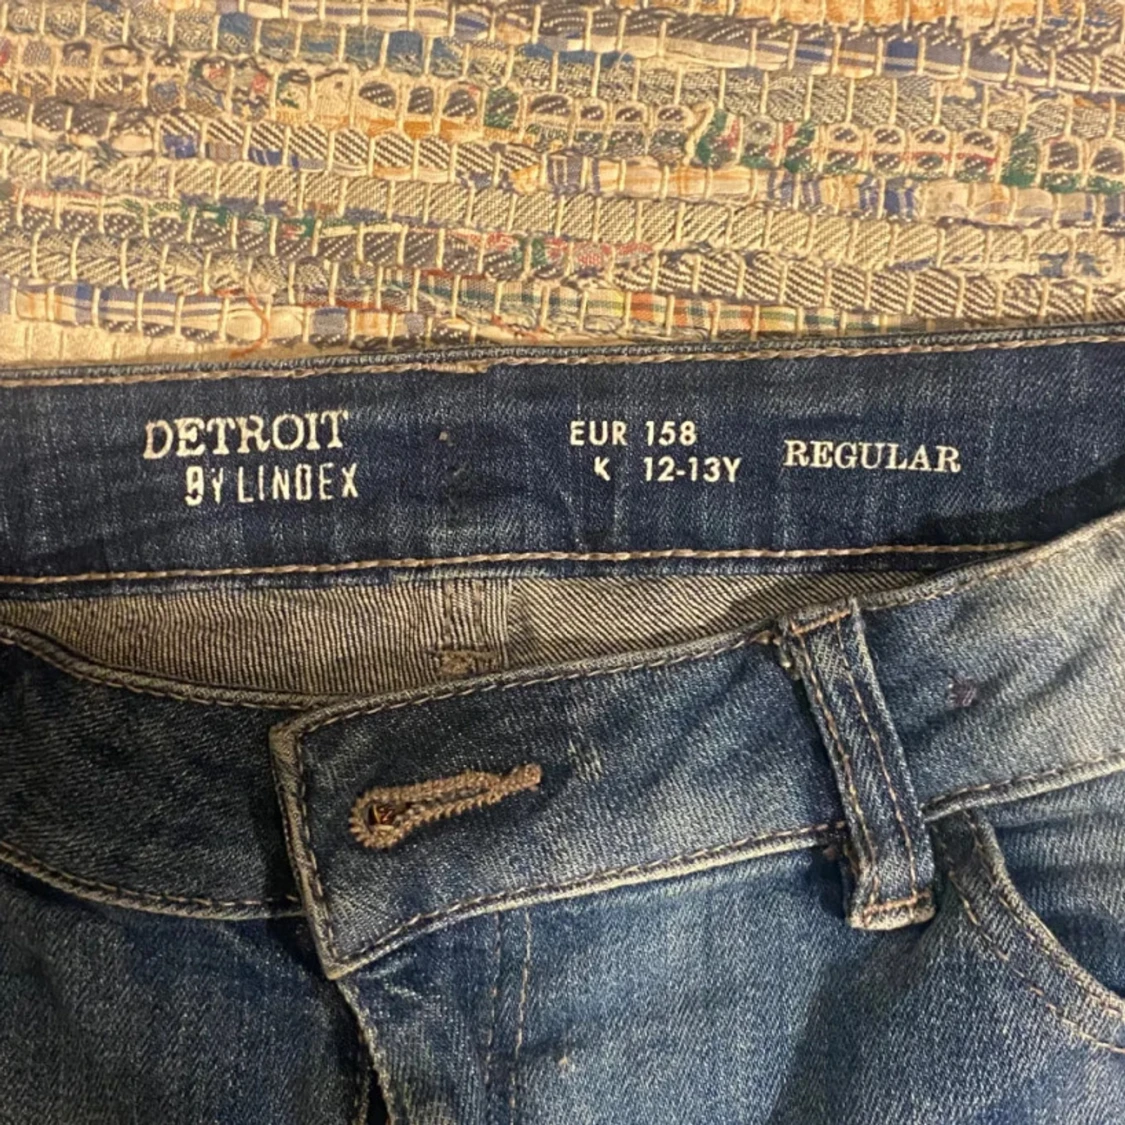 DETROIT
BY LINDEX
EUR 158
K 12-13Y
REGULAR